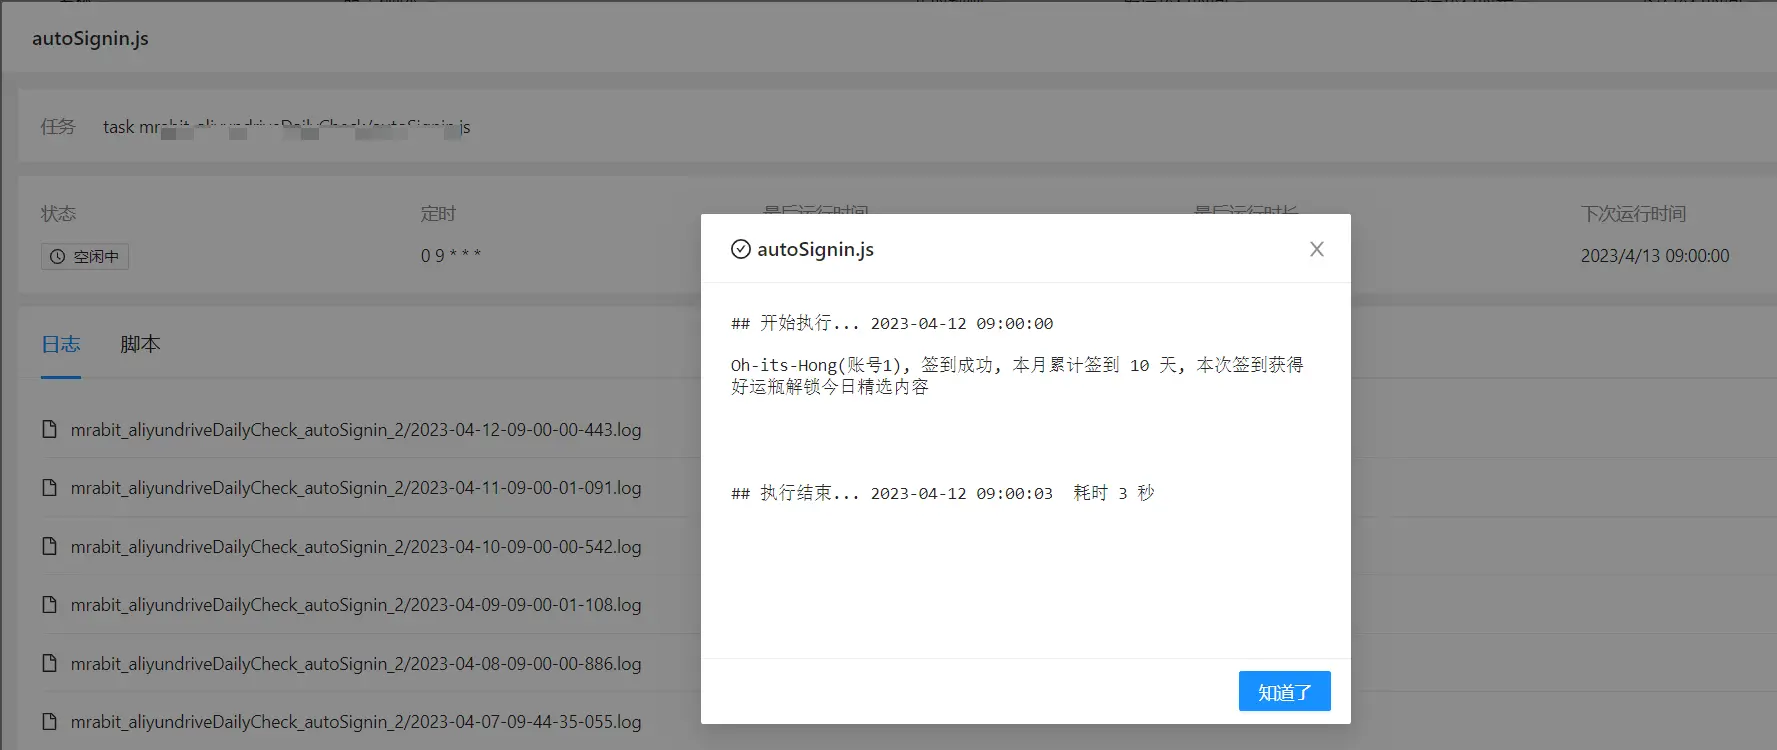 autoSignin.js
任务 task mrabit_aliyundriveDailyCheck/autoSignin.js
状态 定时 最后运行时间 最后运行时长 下次运行时间
空闲中 0 9 * * * 2023/4/13 09:00:00
日志 脚本
mrabit_aliyundriveDailyCheck_autoSignin_2/2023-04-12-09-00-00-443.log
mrabit_aliyundriveDailyCheck_autoSignin_2/2023-04-11-09-00-01-091.log
mrabit_aliyundriveDailyCheck_autoSignin_2/2023-04-10-09-00-00-542.log
mrabit_aliyundriveDailyCheck_autoSignin_2/2023-04-09-09-00-01-108.log
mrabit_aliyundriveDailyCheck_autoSignin_2/2023-04-08-09-00-00-886.log
mrabit_aliyundriveDailyCheck_autoSignin_2/2023-04-07-09-44-35-055.log
autoSignin.js
## 开始执行... 2023-04-12 09:00:00
Oh-its-Hong(账号1), 签到成功, 本月累计签到 10 天, 本次签到获得
好运瓶解锁今日精选内容
## 执行结束... 2023-04-12 09:00:03 耗时 3 秒
知道了